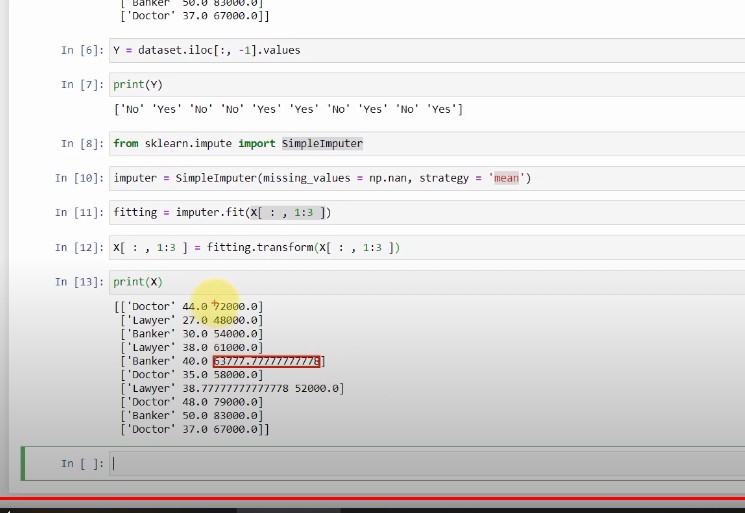 ['Banker' 50.0 83000.0]
['Doctor' 37.0 67000.0]]
In [6]: Y = dataset.iloc[:, -1].values
In [7]: print(Y)
['No' 'Yes' 'No' 'No' 'Yes' 'Yes' 'No' 'Yes' 'No' 'Yes']
In [8]: from sklearn.impute import SimpleImputer
In [10]: imputer = SimpleImputer(missing_values = np.nan, strategy = 'mean')
In [11]: fitting = imputer.fit(X[ : , 1:3 ])
In [12]: X[ : , 1:3 ] = fitting.transform(X[ : , 1:3 ])
In [13]: print(X)
[['Doctor' 44.0 72000.0]
['Lawyer' 27.0 48000.0]
['Banker' 30.0 54000.0]
['Lawyer' 38.0 61000.0]
['Banker' 40.0 63777.77777777778]
['Doctor' 35.0 58000.0]
['Lawyer' 38.77777777777778 52000.0]
['Doctor' 48.0 79000.0]
['Banker' 50.0 83000.0]
['Doctor' 37.0 67000.0]]
In [ ]: